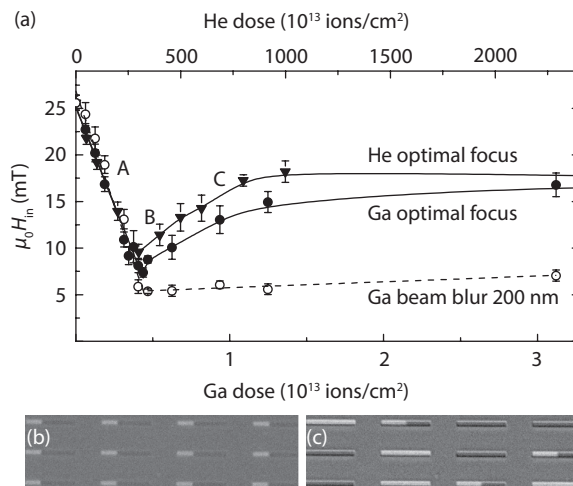 (a)
He dose (10¹³ ions/cm²)
0 500 1000 1500 2000
25
20
15
10
5
0
μ₀H_in (mT)
A
B
C
He optimal focus
Ga optimal focus
Ga beam blur 200 nm
0 1 2 3
Ga dose (10¹³ ions/cm²)
(b)
(c)